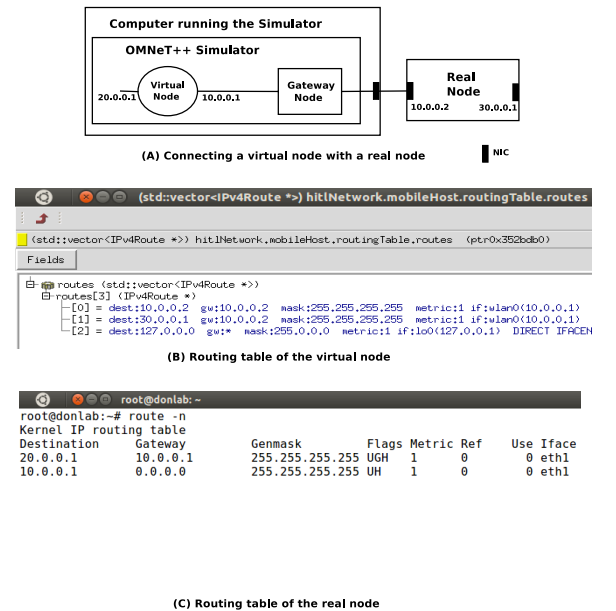 Computer running the Simulator
OMNeT++ Simulator
Virtual Node
20.0.0.1
10.0.0.1
Gateway Node
Real Node
10.0.0.2
30.0.0.1
(A) Connecting a virtual node with a real node
NIC
(std::vector<IPv4Route *>) hitlNetwork.mobileHost.routingTable.routes
(std::vector<IPv4Route *>) hitlNetwork.mobileHost.routingTable.routes (ptr0x352bdb0)
Fields
routes (std::vector<IPv4Route *>)
routes[3] (IPv4Route *)
[0] = dest:10.0.0.2 gw:10.0.0.2 mask:255.255.255.255 metric:1 if:wlan0(10.0.0.1)
[1] = dest:30.0.0.1 gw:10.0.0.2 mask:255.255.255.255 metric:1 if:wlan0(10.0.0.1)
[2] = dest:127.0.0.0 gw:* mask:255.0.0.0 metric:1 if:lo0(127.0.0.1) DIRECT IFACEN
(B) Routing table of the virtual node
root@donlab: ~
root@donlab:~# route -n
Kernel IP routing table
Destination Gateway Genmask Flags Metric Ref Use Iface
20.0.0.1 10.0.0.1 255.255.255.255 UGH 1 0 0 eth1
10.0.0.1 0.0.0.0 255.255.255.255 UH 1 0 0 eth1
(C) Routing table of the real node